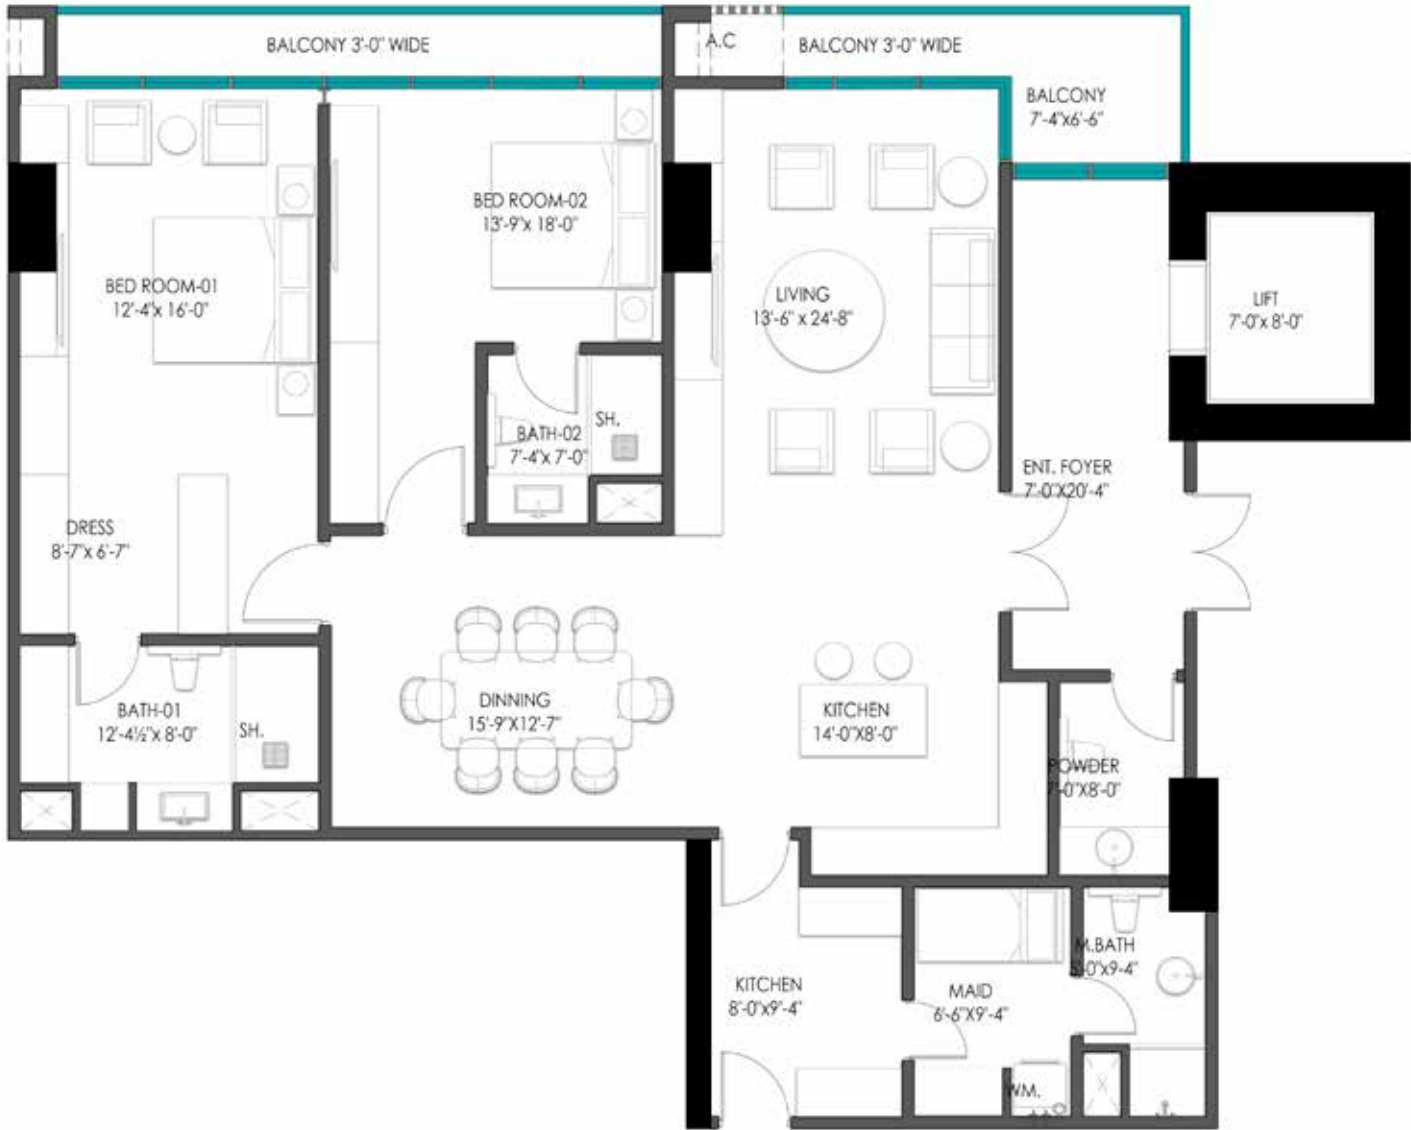 BALCONY 3'-0" WIDE
A.C
BALCONY 3'-0" WIDE
BALCONY
7'-4"x6'-6"
BED ROOM-02
13'-9"x 18'-0"
BED ROOM-01
12'-4"x 16'-0"
LIVING
13'-6" x 24'-8"
LIFT
7'-0"x 8'-0"
SH.
BATH-02
7'-4"x 7'-0"
ENT. FOYER
7'-0"X20'-4"
DRESS
8'-7"x 6'-7"
DINNING
15'-9"X12'-7"
KITCHEN
14'-0"X8'-0"
BATH-01
12'-4½"x 8'-0"
SH.
POWDER
7'-0"X8'-0"
M.BATH
5'-0"x9-4"
KITCHEN
8'-0"x9'-4"
MAID
6'-6"X9'-4"
W.M.